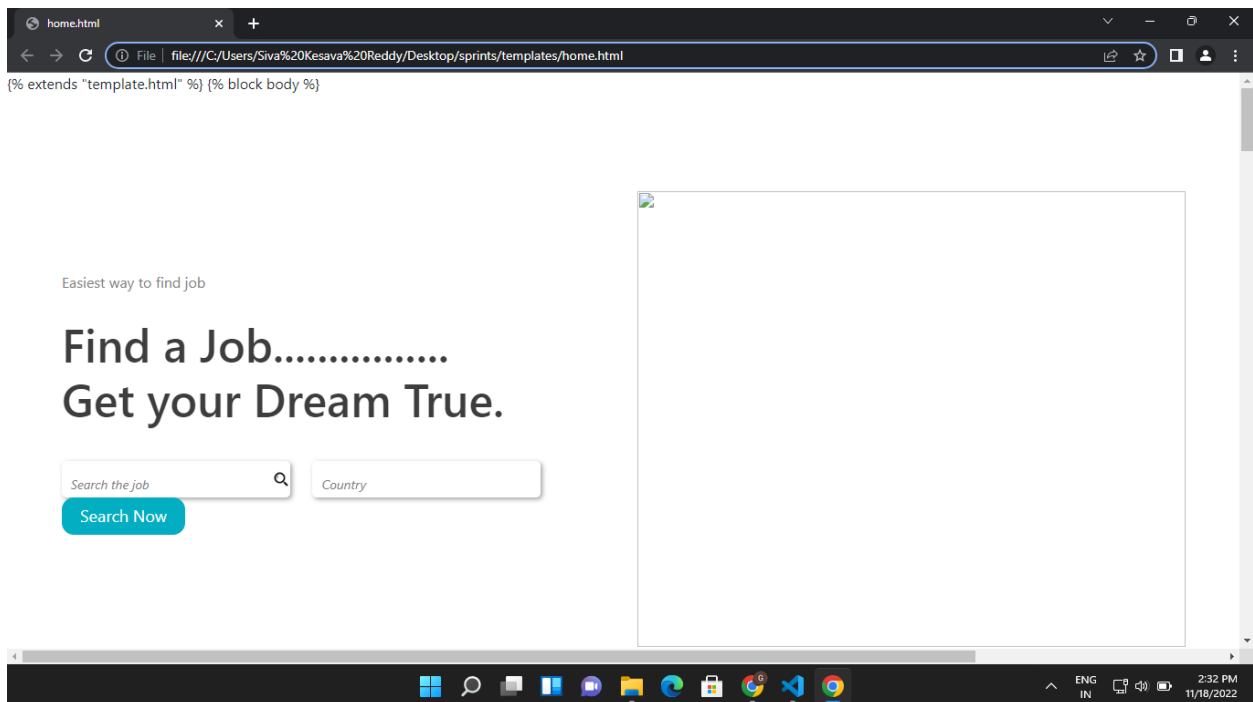 home.html
File | file:///C:/Users/Siva%20Kesava%20Reddy/Desktop/sprints/templates/home.html
{% extends "template.html" %} {% block body %}
Easiest way to find job
Find a Job................
Get your Dream True.
Search the job
Country
Search Now
G
ENG
IN
2:32 PM
11/18/2022